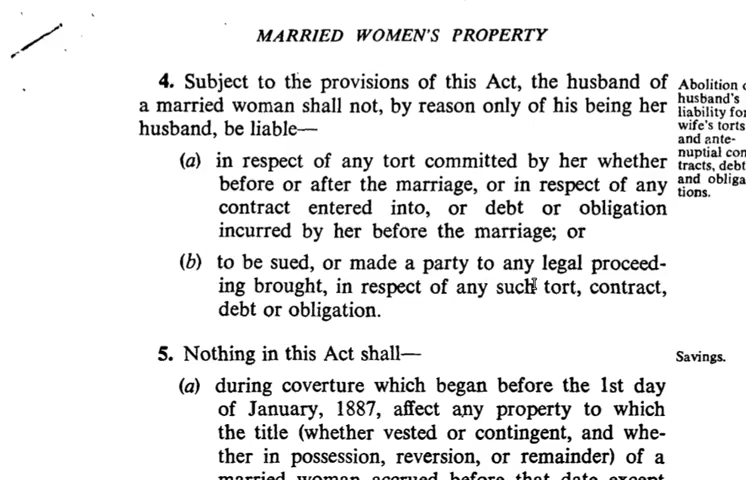 MARRIED WOMEN'S PROPERTY
4. Subject to the provisions of this Act, the husband of
a married woman shall not, by reason only of his being her
husband, be liable—
(a) in respect of any tort committed by her whether
before or after the marriage, or in respect of any
contract entered into, or debt or obligation
incurred by her before the marriage; or
(b) to be sued, or made a party to any legal proceed-
ing brought, in respect of any such tort, contract,
debt or obligation.
Abolition
husband's
liability for
wife's torts
and ante-
nuptial con
tracts, debt
and obliga
tions.
5. Nothing in this Act shall—
Savings.
(a) during coverture which began before the 1st day
of January, 1887, affect any property to which
the title (whether vested or contingent, and whe-
ther in possession, reversion, or remainder) of a
married woman accrued before that date except